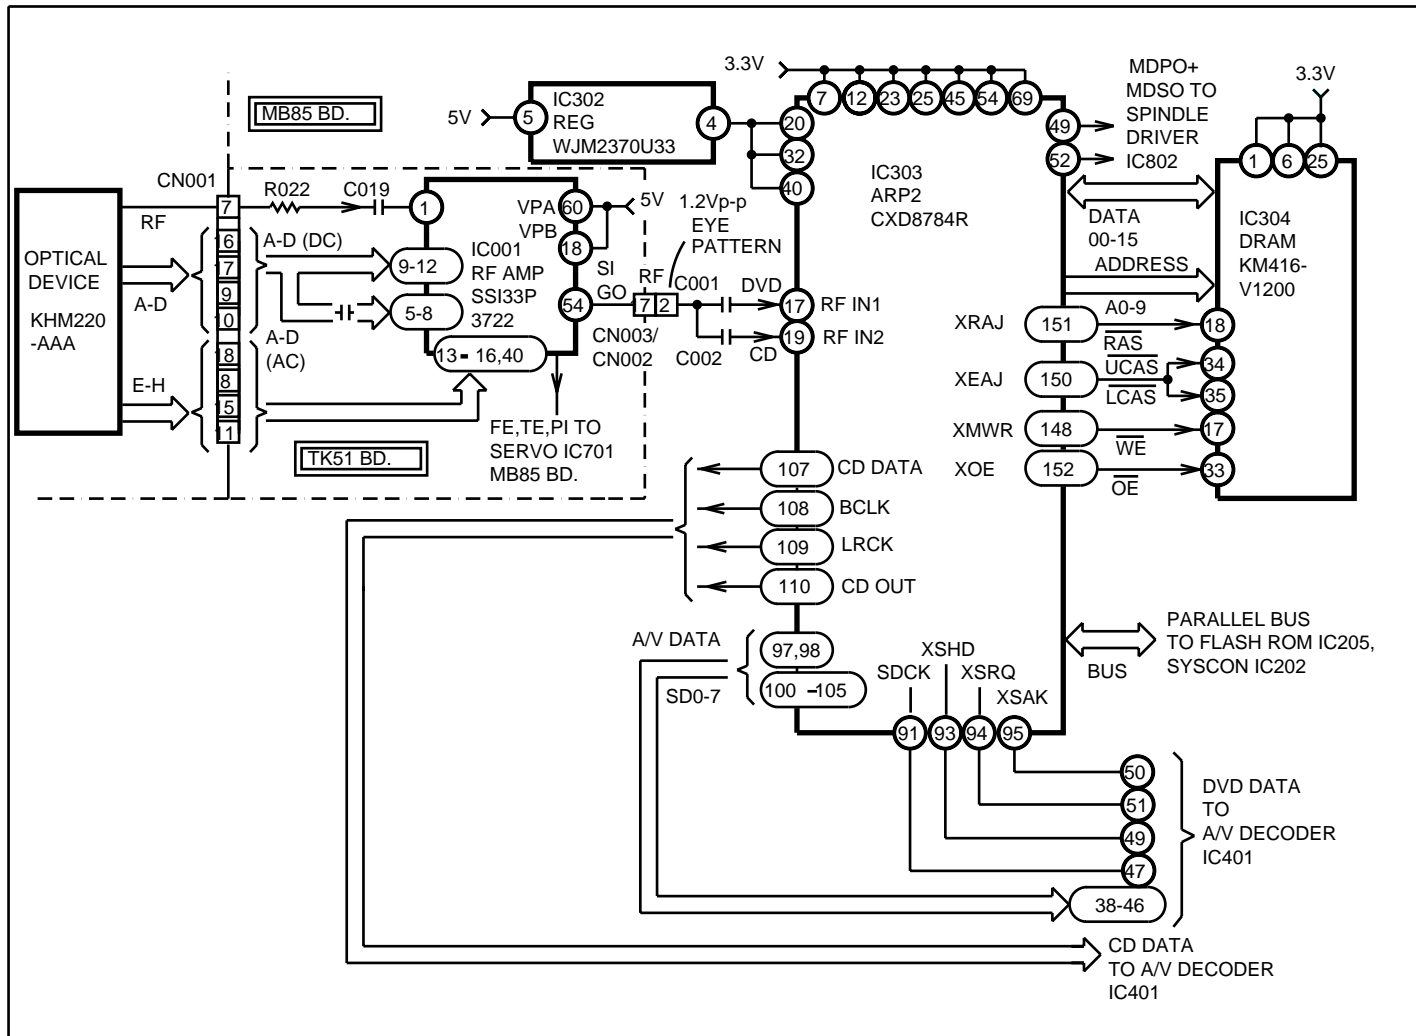 3.3V
7 12 23 25 45 54 69
MDPO+
MDSO TO
SPINDLE
DRIVER
IC802
3.3V
MB85 BD.
5V
5
IC302
REG
WJM2370U33
4
20
32
40
49
52
1 6 25
IC303
ARP2
CXD8784R
CN001
R022
C019
1
VPA
60
5V
VPB
18
1.2Vp-p
EYE
PATTERN
DATA
00-15
ADDRESS
IC304
DRAM
KM416-
V1200
7
RF
16
17
9
10
18
8
15
11
OPTICAL
DEVICE
KHM220
-AAA
A-D
E-H
A-D (DC)
A-D
(AC)
9-12
5-8
13- 16,40
IC001
RF AMP
SSI33P
3722
SI
GO
54
RF
7 2
C001
DVD
CN003/
CN002
C002
CD
17
RF IN1
19
RF IN2
XRAJ
151
A0-9
RAS
18
XEAJ
150
UCAS
LCAS
34
35
XMWR
148
WE
17
XOE
152
OE
33
TK51 BD.
FE,TE,PI TO
SERVO IC701
MB85 BD.
107
CD DATA
108
BCLK
109
LRCK
110
CD OUT
A/V DATA
97,98
SD0-7
100 -105
SDCK
XSHD
XSRQ
XSAK
91 93 94 95
BUS
PARALLEL BUS
TO FLASH ROM IC205,
SYSCON IC202
50
51
49
47
38-46
DVD DATA
TO
A/V DECODER
IC401
CD DATA
TO A/V DECODER
IC401